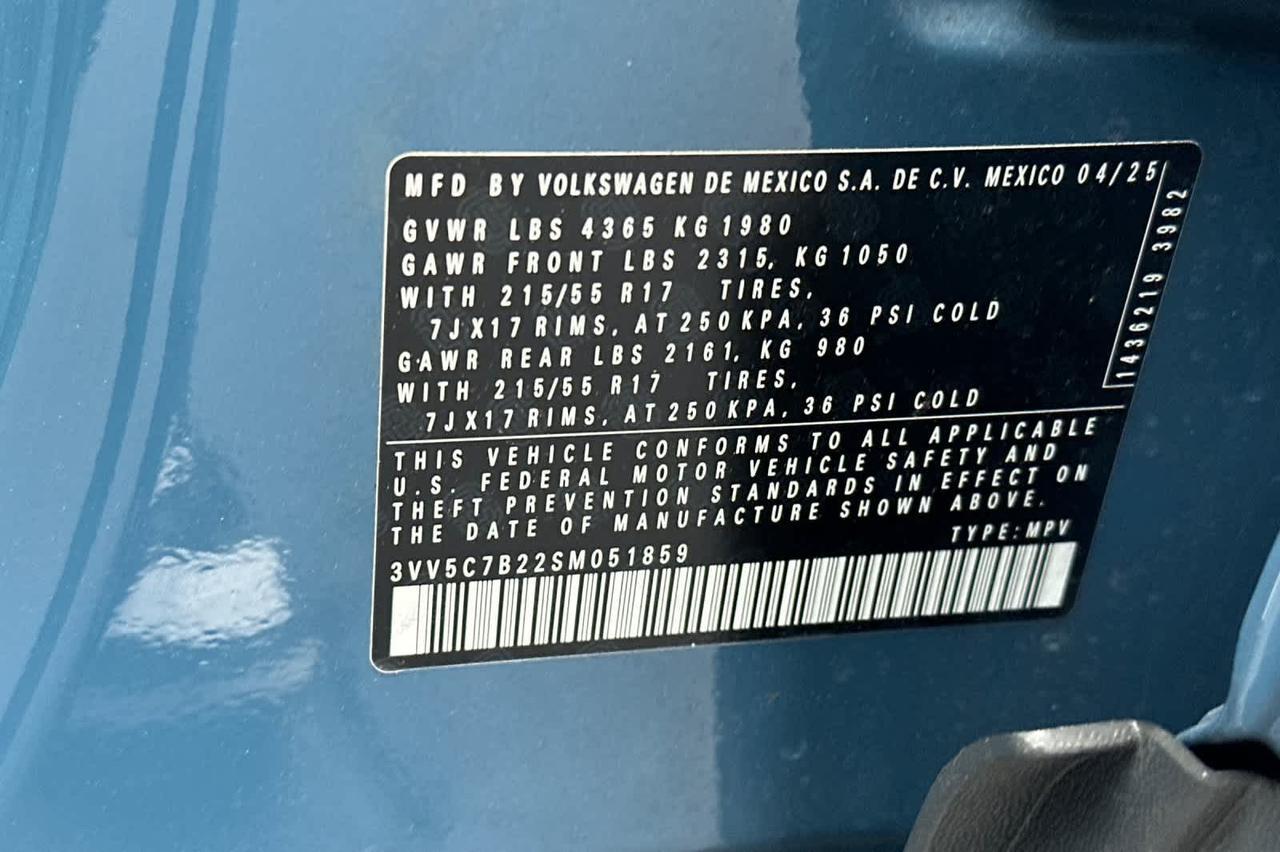 MFD BY VOLKSWAGEN DE MEXICO S.A. DE C.V. MEXICO 04/25
GVWR LBS 4365 KG 1980
GAWR FRONT LBS 2315, KG 1050
WITH 215/55 R17 TIRES,
7J X17 RIMS, AT 250 KPA, 36 PSI COLD
GAWR REAR LBS 2161, KG 980
WITH 215/55 R17 TIRES,
7J X17 RIMS, AT 250 KPA, 36 PSI COLD
1436219 3982
THIS VEHICLE CONFORMS TO ALL APPLICABLE
U.S. FEDERAL MOTOR VEHICLE SAFETY AND
THEFT PREVENTION STANDARDS IN EFFECT ON
THE DATE OF MANUFACTURE SHOWN ABOVE.
TYPE: MPV
3VV5C7B22SM051859